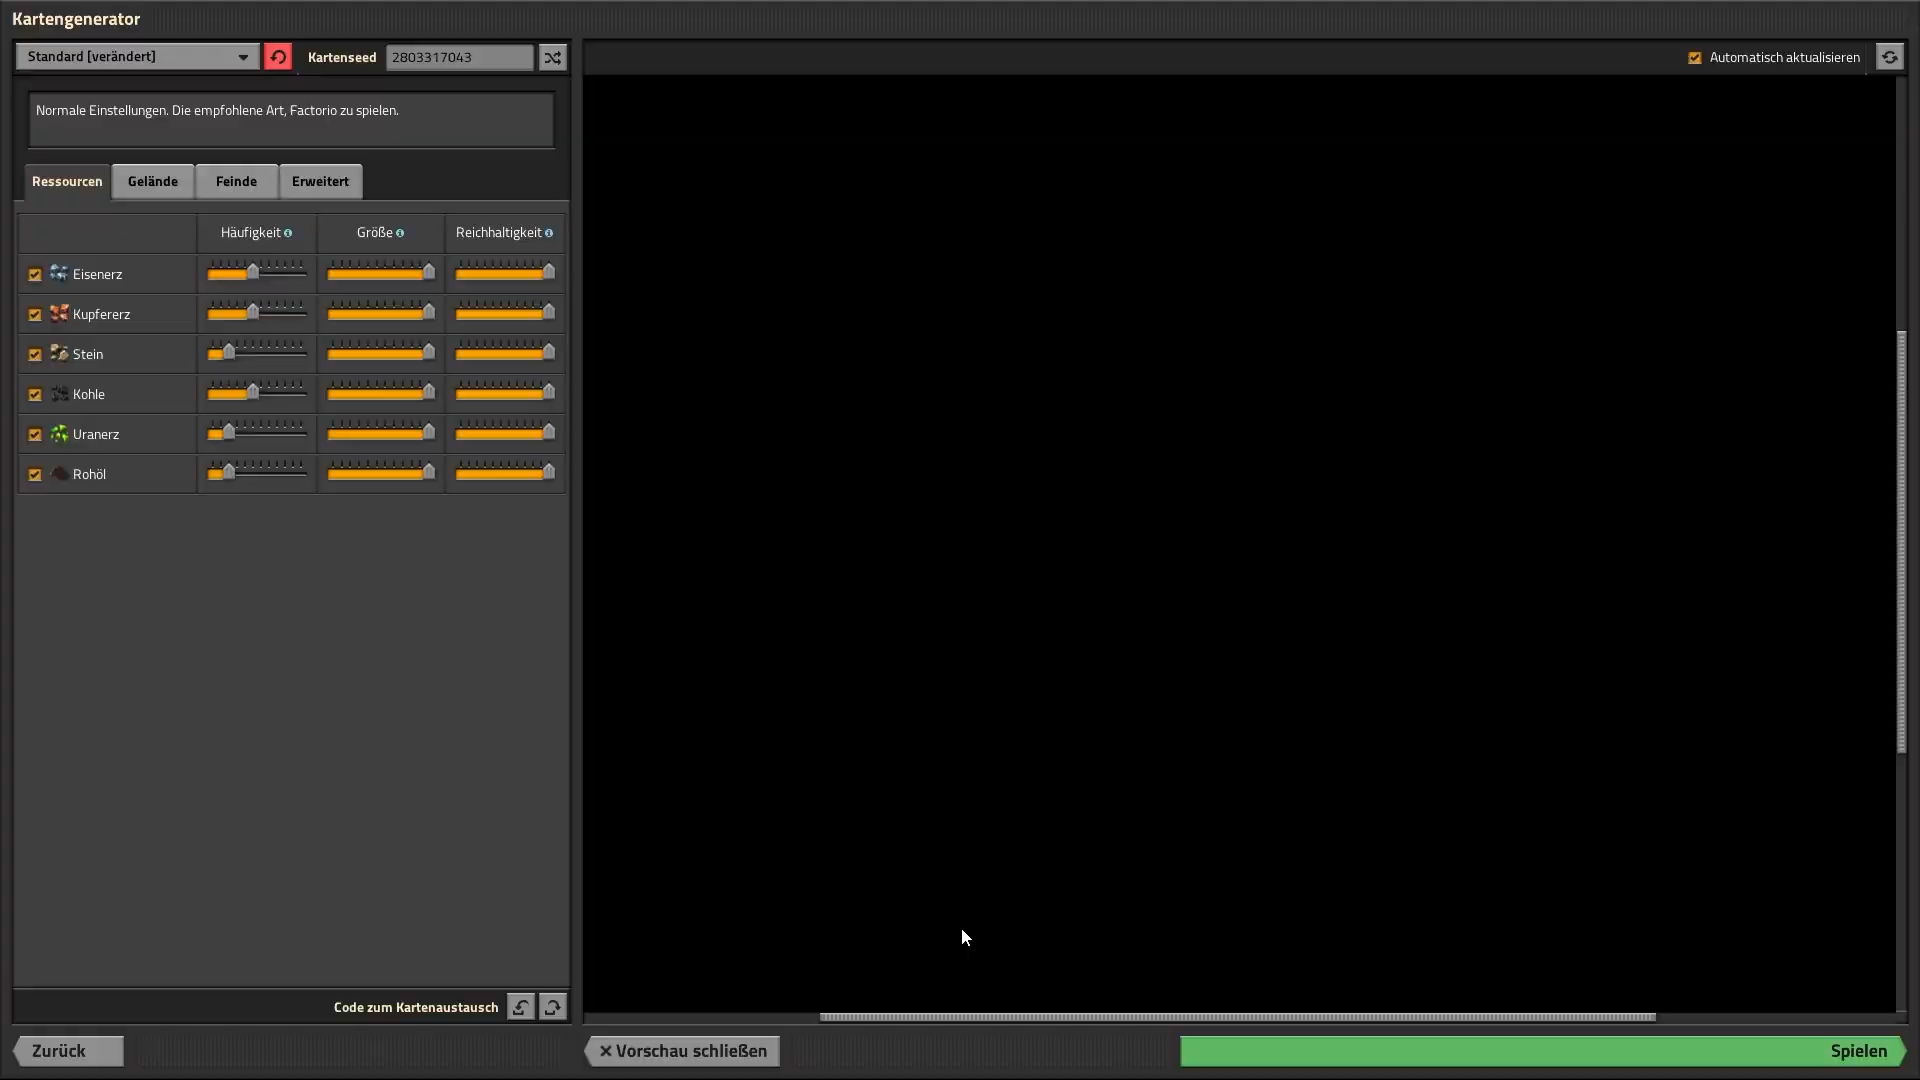 Kartengenerator
Standard [verändert]
Kartenseed
2803317043
Automatisch aktualisieren
Normale Einstellungen. Die empfohlene Art, Factorio zu spielen.
Ressourcen
Gelände
Feinde
Erweitert
Häufigkeit
Größe
Reichhaltigkeit
Eisenerz
Kupfererz
Stein
Kohle
Uranerz
Rohöl
Code zum Kartenaustausch
Zurück
Vorschau schließen
Spielen